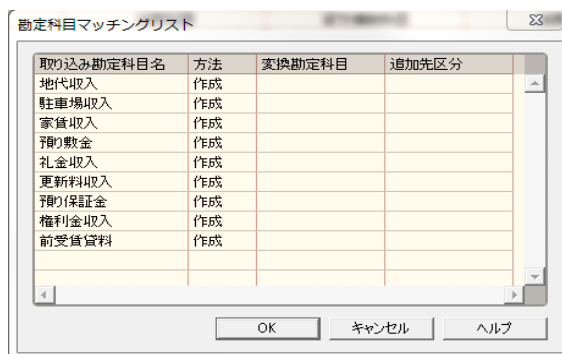 勘定科目マッチングリスト
取り込み勘定科目名 方法 変換勘定科目 追加先区分
地代収入 作成
駐車場収入 作成
家賃収入 作成
預り敷金 作成
礼金収入 作成
更新料収入 作成
預り保証金 作成
権利金収入 作成
前受賃貸料 作成
OK キャンセル ヘルプ